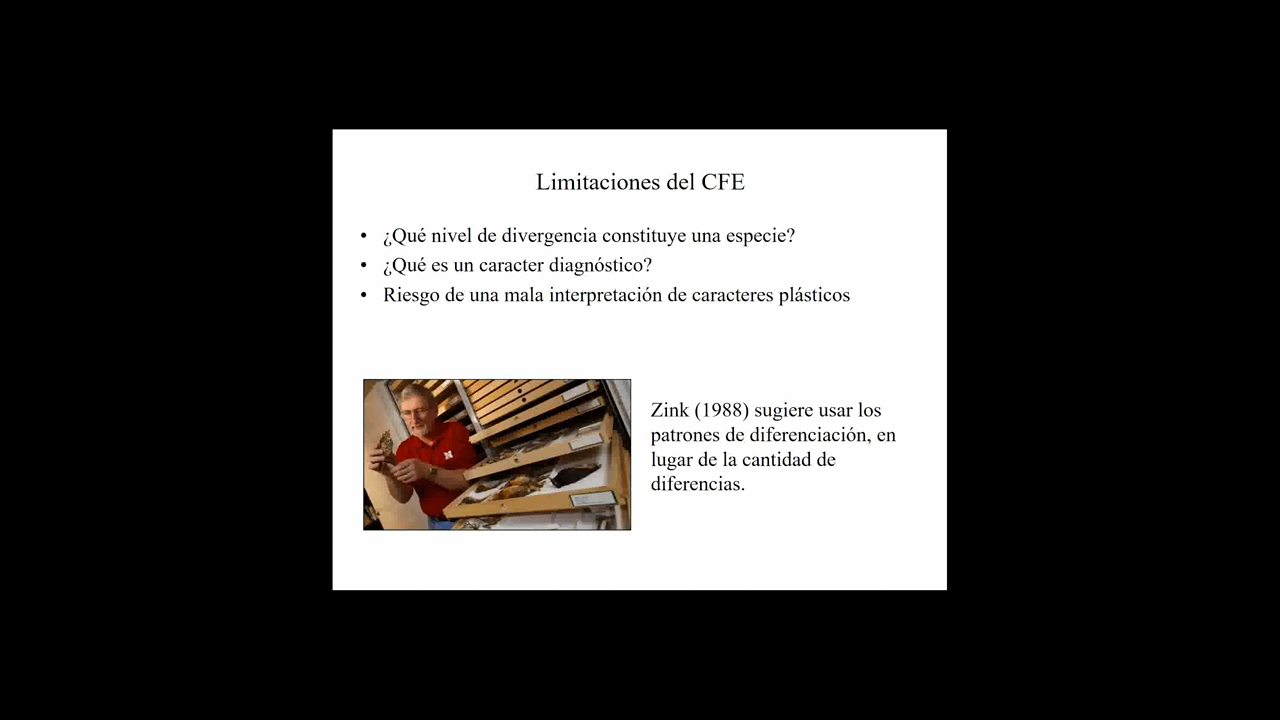 Limitaciones del CFE
• ¿Qué nivel de divergencia constituye una especie?
• ¿Qué es un caracter diagnóstico?
• Riesgo de una mala interpretación de caracteres plásticos
Zink (1988) sugiere usar los
patrones de diferenciación, en
lugar de la cantidad de
diferencias.
N